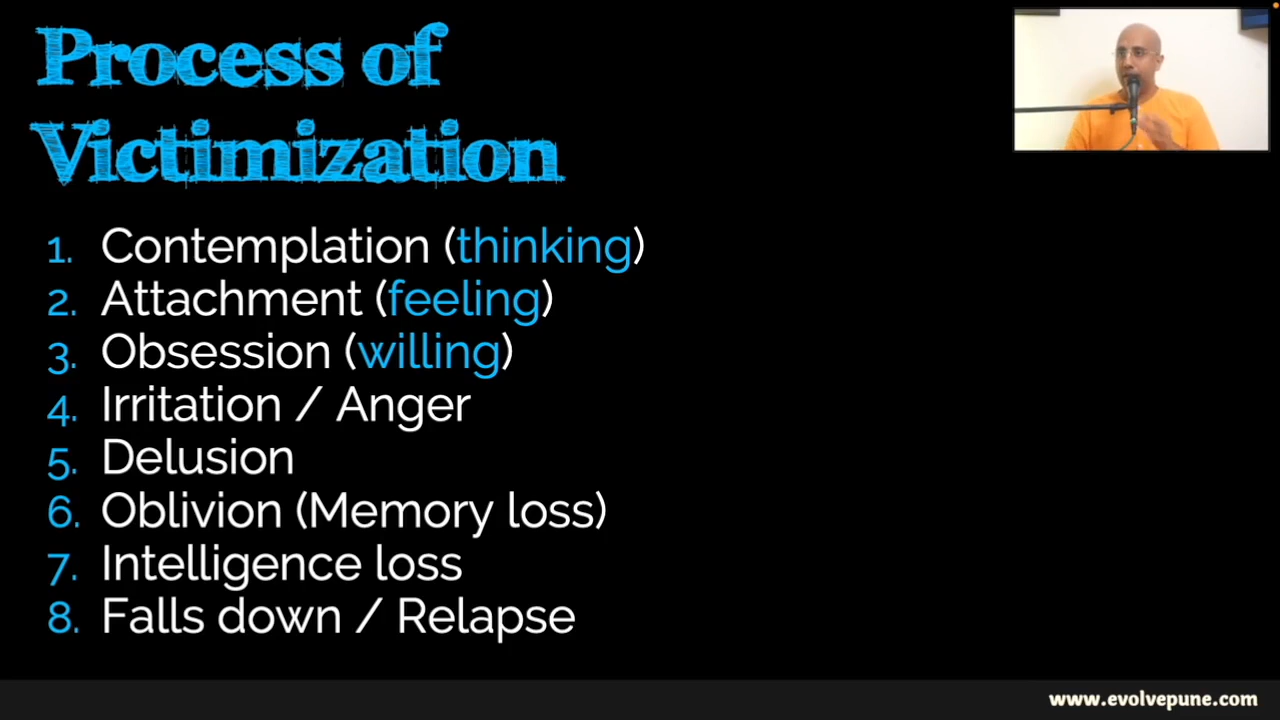 Process of
Victimization
1. Contemplation (thinking)
2. Attachment (feeling)
3. Obsession (willing)
4. Irritation / Anger
5. Delusion
6. Oblivion (Memory loss)
7. Intelligence loss
8. Falls down / Relapse
www.evolvepune.com